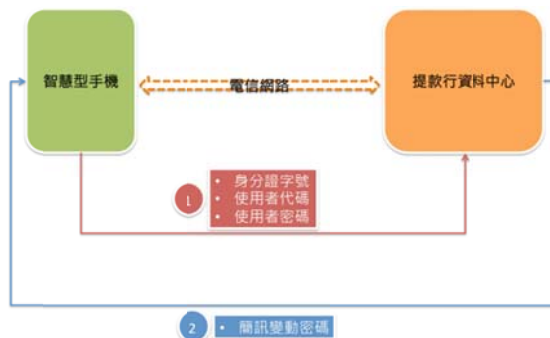 智慧型手機
電信網路
提款行資料中心
1
• 身分證字號
• 使用者代碼
• 使用者密碼
2
• 簡訊變動密碼